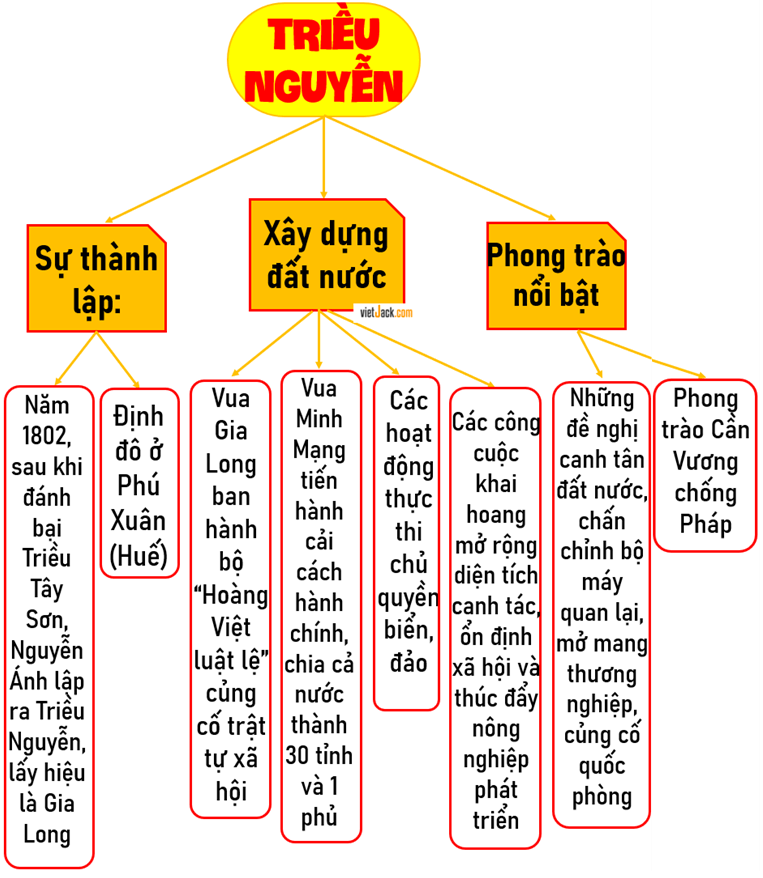 TRIỀU
NGUYỄN
Sự thành
lập:
Xây dựng
đất nước
vietJack.com
Phong trào
nổi bật
Năm
1802,
sau khi
đánh
bại
Triều
Tây
Sơn,
Nguyễn
Ánh lập
ra Triều
Nguyễn,
lấy hiệu
là Gia
Long
Định
đô ở
Phú
Xuân
(Huế)
Vua
Gia
Long
ban
hành
bộ
“Hoàng
Việt
luật lệ”
củng
cố trật
tự xã
hội
Vua
Minh
Mạng
tiến
hành
cải
cách
hành
chính,
chia cả
nước
thành
30 tỉnh
và 1
phủ
Các
hoạt
động
thực
thi
chủ
quyền
biển,
đảo
Các công
cuộc
khai
hoang
mở rộng
diện tích
canh tác,
ổn định
xã hội và
thúc đẩy
nông
nghiệp
phát
triển
Những
đề nghị
canh tân
đất nước,
chấn
chỉnh bộ
máy
quan lại,
mở mang
thương
nghiệp,
củng cố
quốc
phòng
Phong
trào Cần
Vương
chống
Pháp